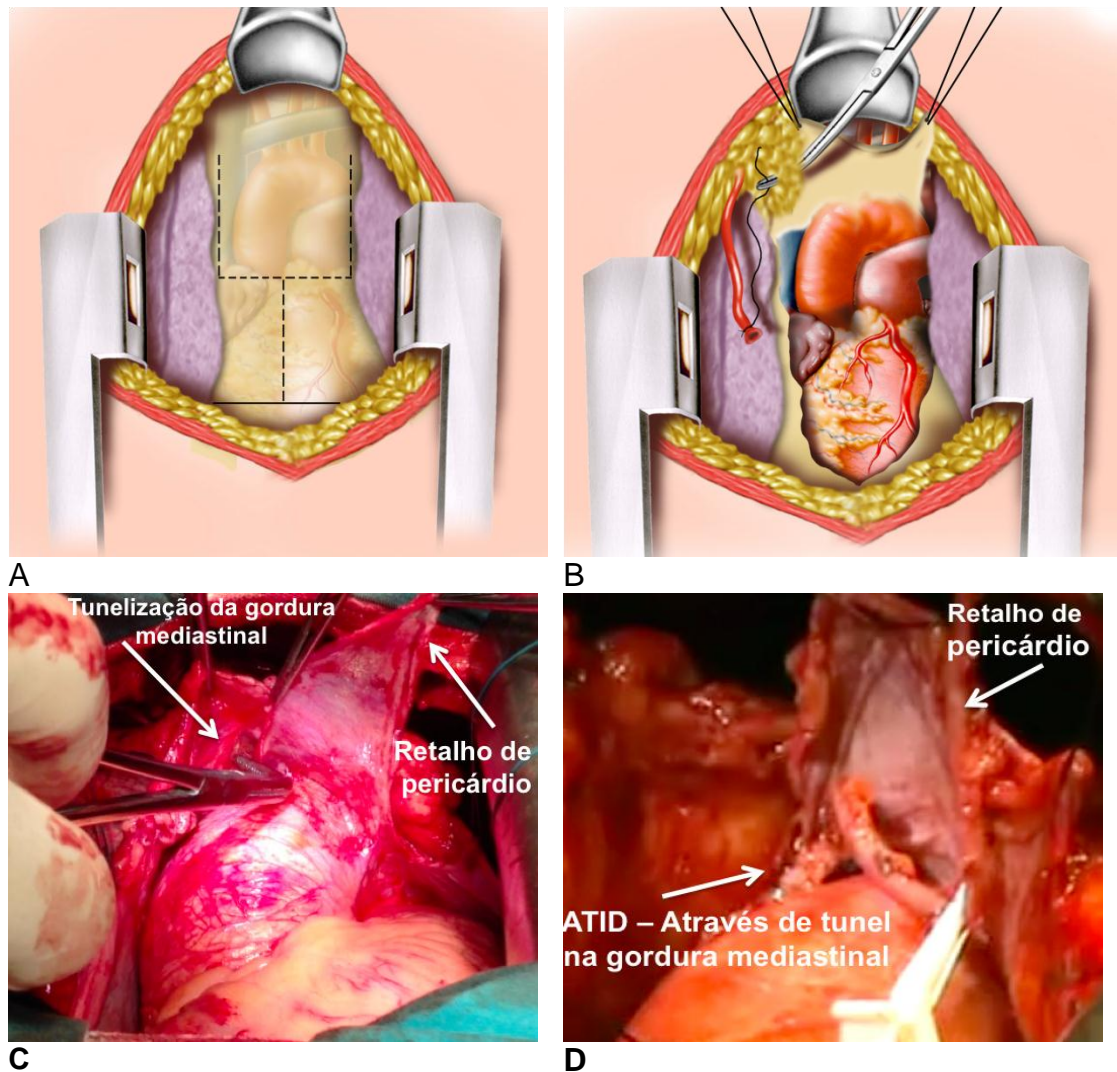 A
B
Tunelização da gordura
mediastinal
Retalho de
pericárdio
Retalho de
pericárdio
ATID – Através de tunel
na gordura mediastinal
C
D